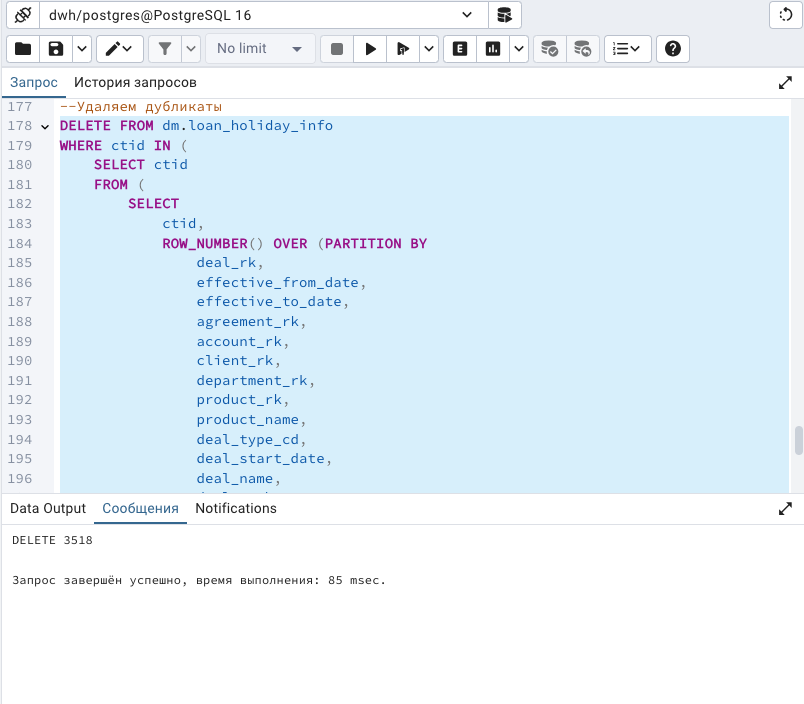 dwh/postgres@PostgreSQL 16
No limit
E
Запрос
История запросов
177 --Удаляем дубликаты
178 DELETE FROM dm.loan_holiday_info
179 WHERE ctid IN (
180 SELECT ctid
181 FROM (
182 SELECT
183 ctid,
184 ROW_NUMBER() OVER (PARTITION BY
185 deal_rk,
186 effective_from_date,
187 effective_to_date,
188 agreement_rk,
189 account_rk,
190 client_rk,
191 department_rk,
192 product_rk,
193 product_name,
194 deal_type_cd,
195 deal_start_date,
196 deal_name,
Data Output
Сообщения
Notifications
DELETE 3518
Запрос завершён успешно, время выполнения: 85 msec.